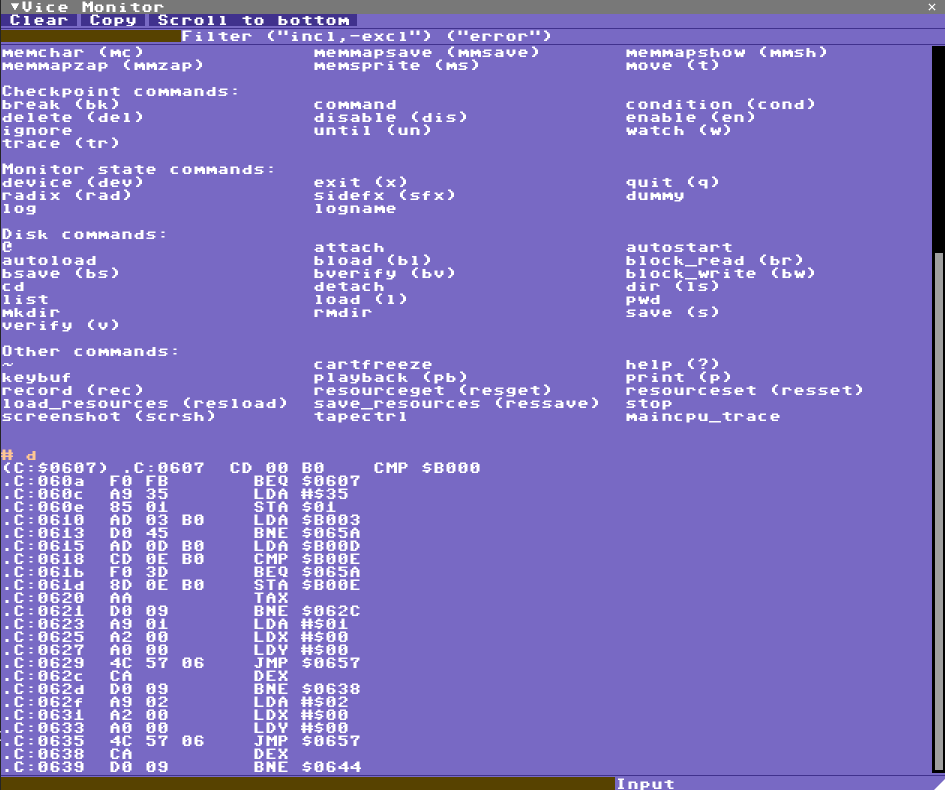 ▼Vice Monitor ×
Clear Copy Scroll to bottom
Filter ("incl,-excl") ("error")
memchar (mc) memmapsave (mmsave) memmapshow (mmsh)
memmapzap (mmzap) memsprite (ms) move (t)
Checkpoint commands:
break (bk) command condition (cond)
delete (del) disable (dis) enable (en)
ignore until (un) watch (w)
trace (tr)
Monitor state commands:
device (dev) exit (x) quit (q)
radix (rad) sidefx (sfx) dummy
log logname
Disk commands:
@ attach autostart
autoload bload (bl) block_read (br)
bsave (bs) bverify (bv) block_write (bw)
cd detach dir (ls)
list load (l) pwd
mkdir rmdir save (s)
verify (v)
Other commands:
~ cartfreeze help (?)
keybuf playback (pb) print (p)
record (rec) resourceget (resget) resourceset (resset)
load_resources (resload) save_resources (ressave) stop
screenshot (scrsh) tapectrl maincpu_trace
# d
(C:$0607) .C:0607 CD 00 B0 CMP $B000
.C:060a F0 FB BEQ $0607
.C:060c A9 35 LDA #$35
.C:060e 85 01 STA $01
.C:0610 AD 03 B0 LDA $B003
.C:0613 D0 45 BNE $065A
.C:0615 AD 0D B0 LDA $B00D
.C:0618 CD 0E B0 CMP $B00E
.C:061b F0 3D BEQ $065A
.C:061d 8D 0E B0 STA $B00E
.C:0620 AA TAX
.C:0621 D0 09 BNE $062C
.C:0623 A9 01 LDA #$01
.C:0625 A2 00 LDX #$00
.C:0627 A0 00 LDY #$00
.C:0629 4C 57 06 JMP $0657
.C:062c CA DEX
.C:062d D0 09 BNE $0638
.C:062f A9 02 LDA #$02
.C:0631 A2 00 LDX #$00
.C:0633 A0 00 LDY #$00
.C:0635 4C 57 06 JMP $0657
.C:0638 CA DEX
.C:0639 D0 09 BNE $0644
Input